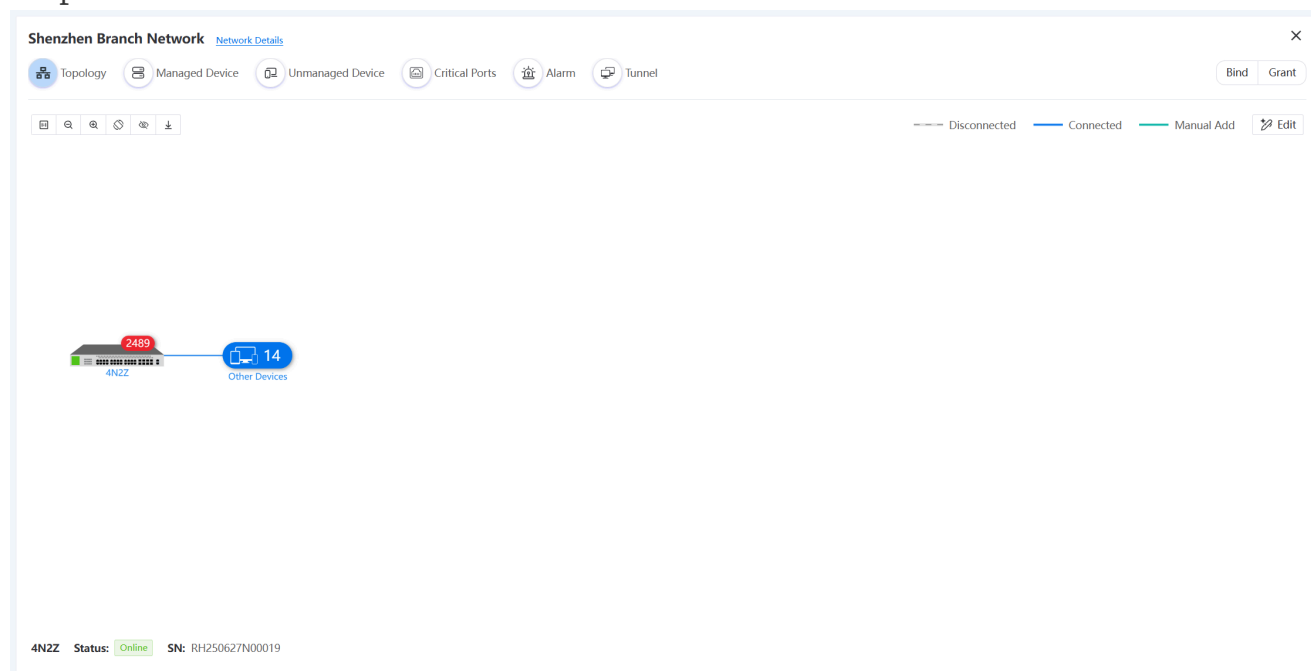 Shenzhen Branch Network Network Details
Topology Managed Device Unmanaged Device Critical Ports Alarm Tunnel Bind Grant
Disconnected Connected Manual Add Edit
2489
14
4N2Z
Other Devices
4N2Z Status: Online SN: RH250627N00019